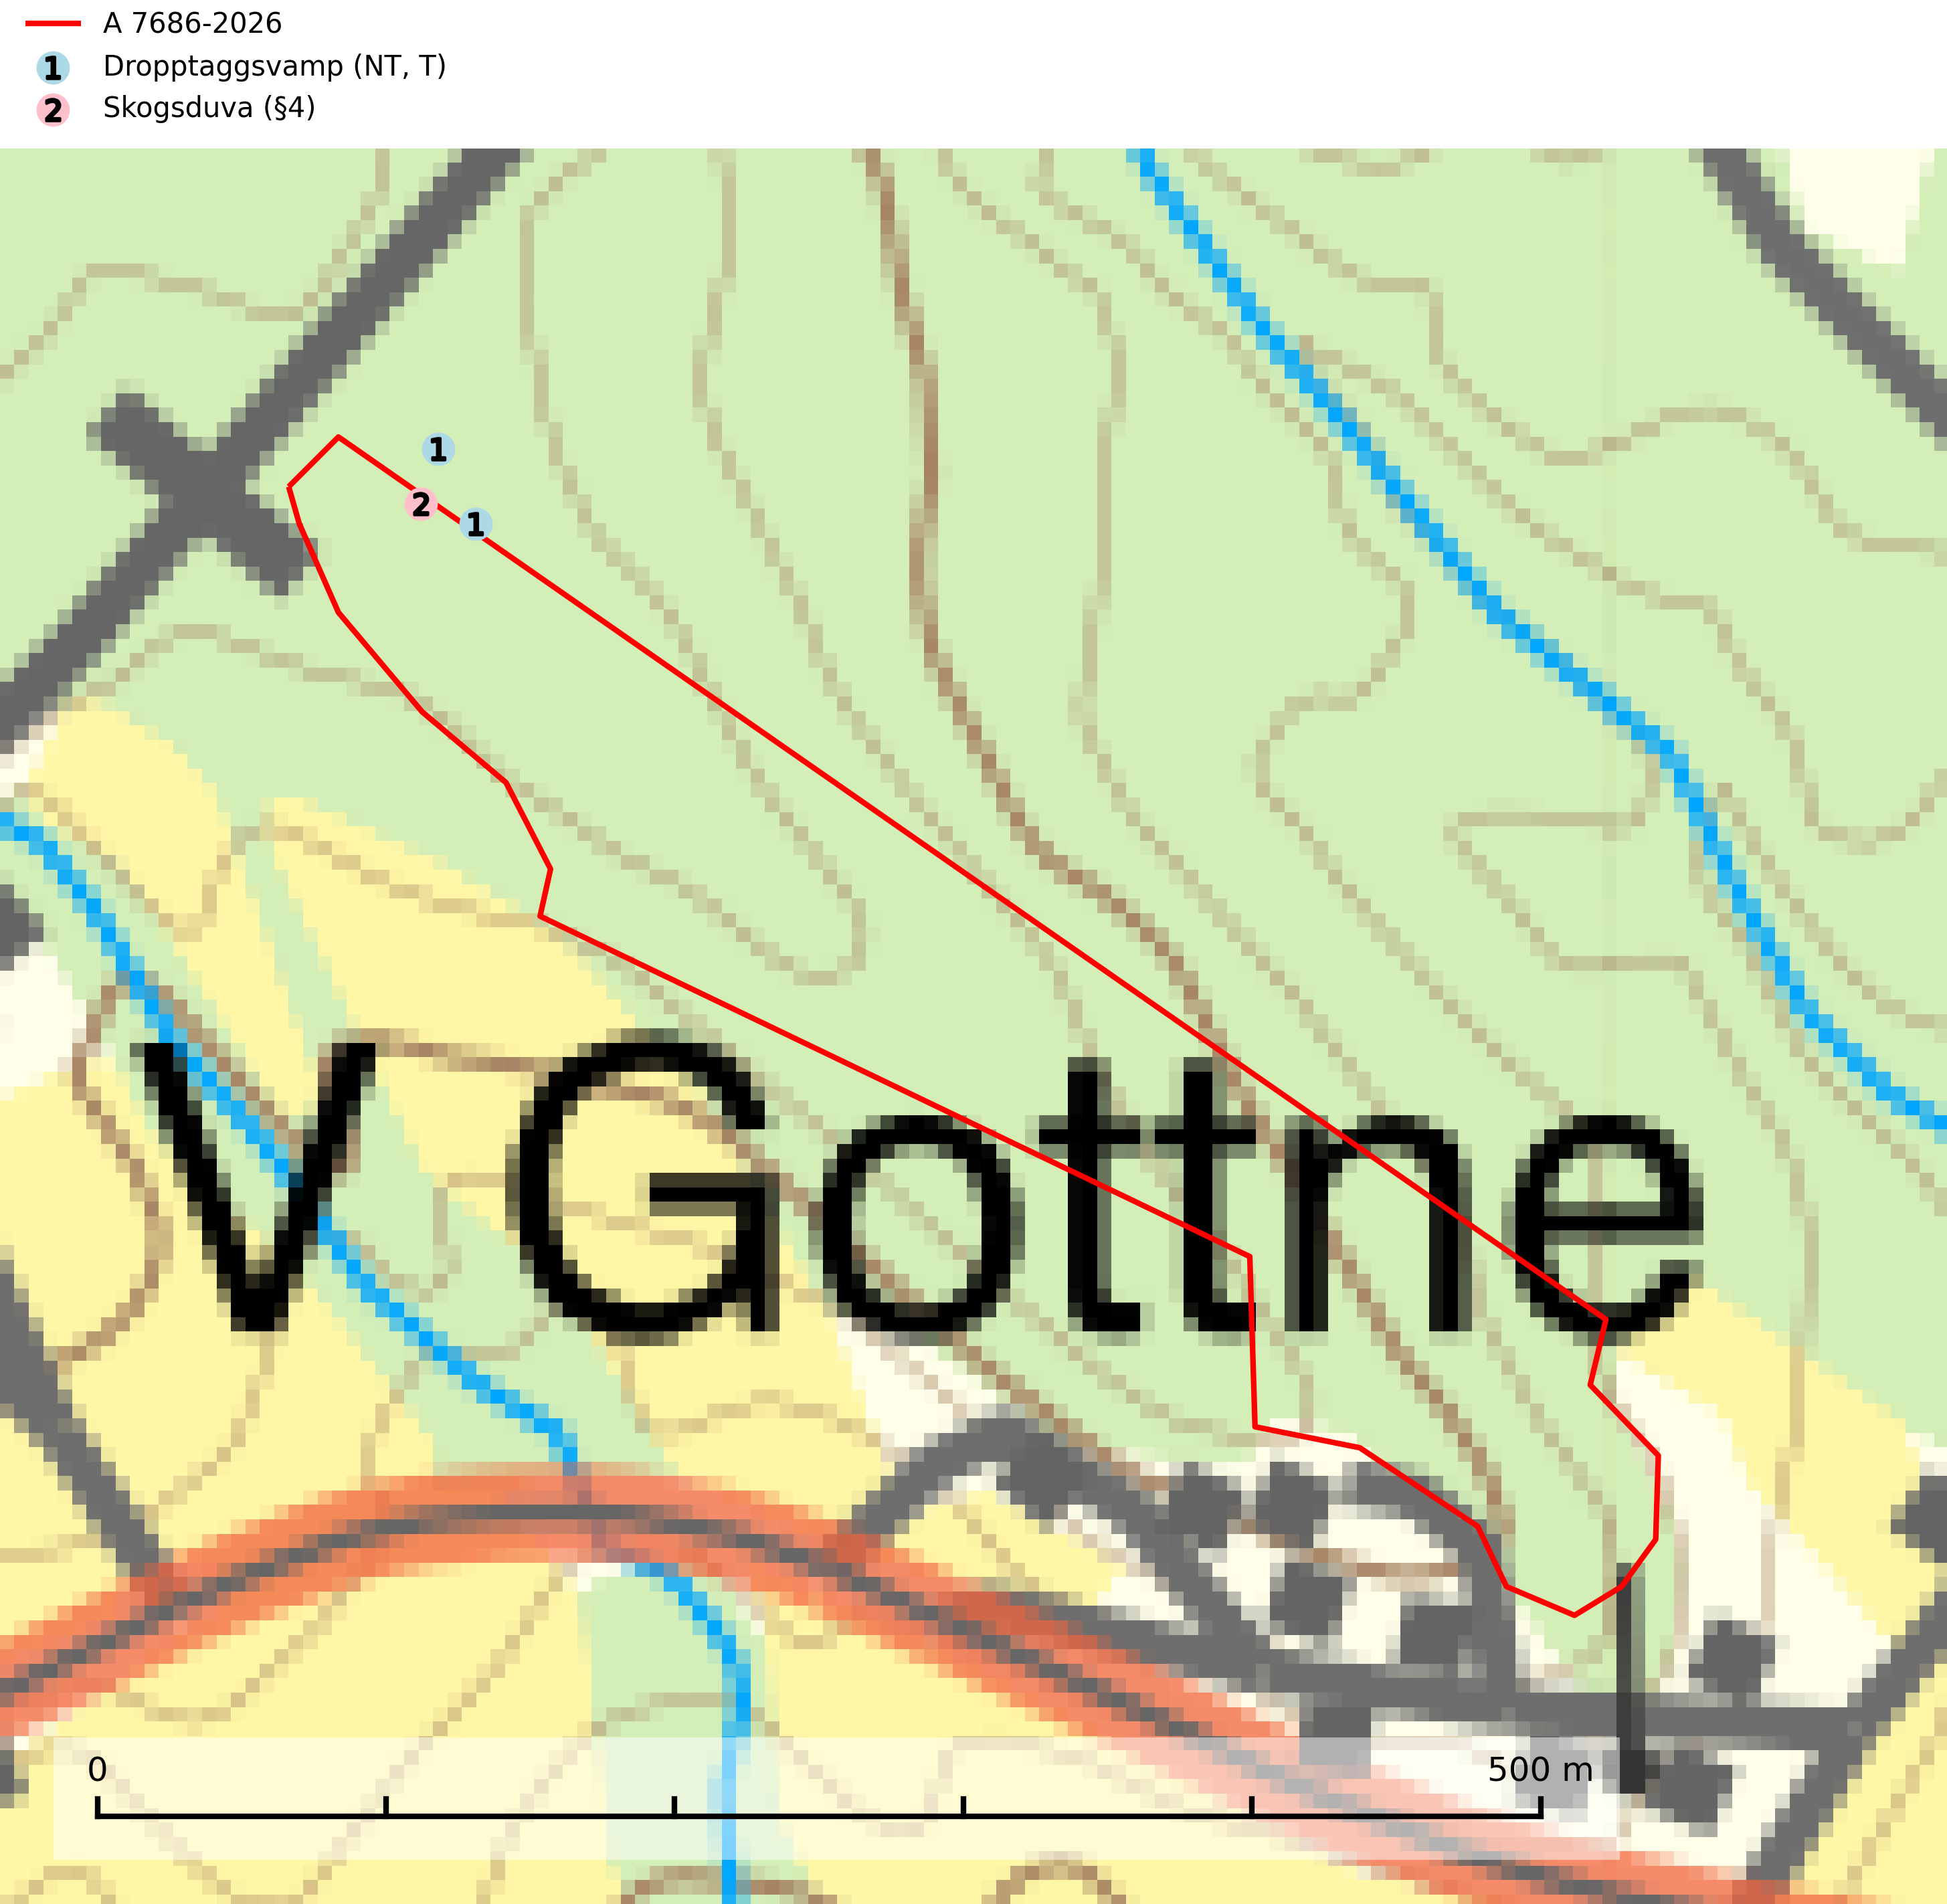 A 7686-2026
1 Dropptaggsvamp (NT, T)
2 Skogsduva (§4)
1
2
1
V Gottne
0 500 m